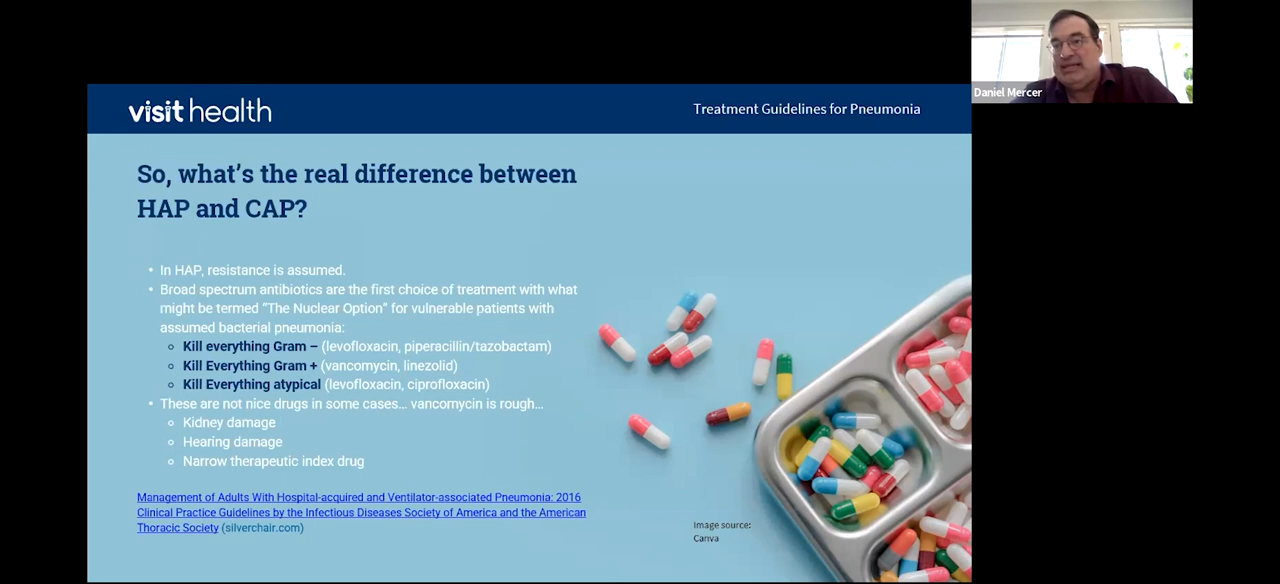 visit health
Treatment Guidelines for Pneumonia
Daniel Mercer
So, what's the real difference between
HAP and CAP?
• In HAP, resistance is assumed.
• Broad spectrum antibiotics are the first choice of treatment with what
might be termed "The Nuclear Option" for vulnerable patients with
assumed bacterial pneumonia:
○ Kill everything Gram – (levofloxacin, piperacillin/tazobactam)
○ Kill Everything Gram + (vancomycin, linezolid)
○ Kill Everything atypical (levofloxacin, ciprofloxacin)
• These are not nice drugs in some cases… vancomycin is rough…
○ Kidney damage
○ Hearing damage
○ Narrow therapeutic index drug
Management of Adults With Hospital-acquired and Ventilator-associated Pneumonia: 2016
Clinical Practice Guidelines by the Infectious Diseases Society of America and the American
Thoracic Society (silverchair.com)
Image source:
Canva